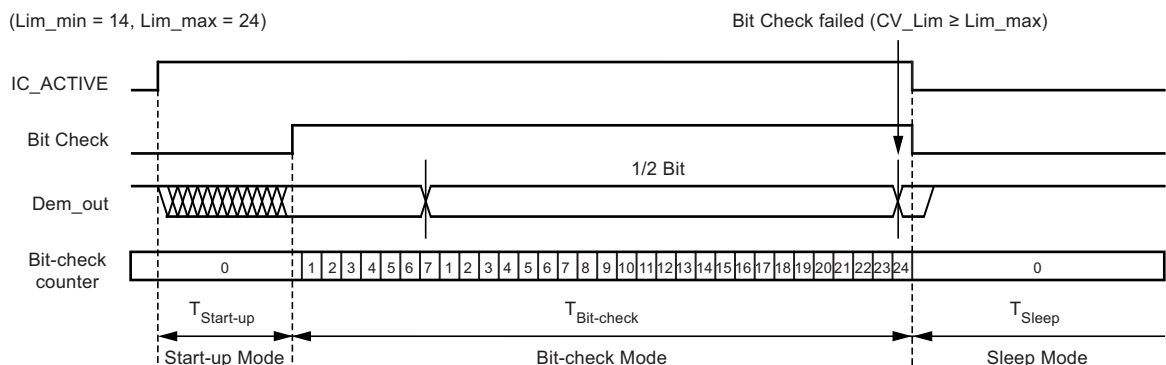 (Lim_min = 14, Lim_max = 24)
Bit Check failed (CV_Lim ≥ Lim_max)
IC_ACTIVE
Bit Check
1/2 Bit
Dem_out
Bit-check
counter
0 1 2 3 4 5 6 7 1 2 3 4 5 6 7 8 9 10 11 12 13 14 15 16 17 18 19 20 21 22 23 24 0
T_Start-up T_Bit-check T_Sleep
Start-up Mode Bit-check Mode Sleep Mode